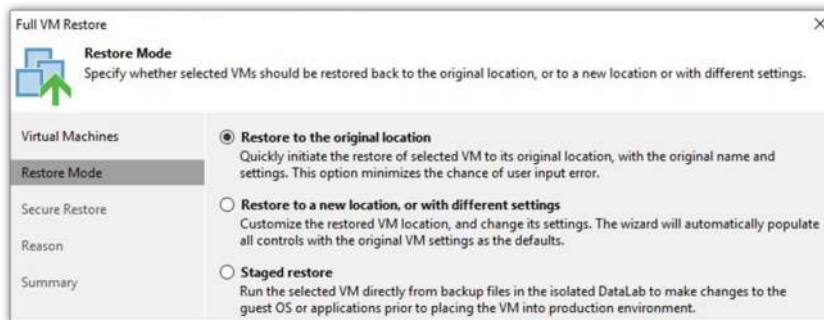 Full VM Restore
Restore Mode
Specify whether selected VMs should be restored back to the original location, or to a new location or with different settings.
Virtual Machines
Restore Mode
Secure Restore
Reason
Summary
Restore to the original location
Quickly initiate the restore of selected VM to its original location, with the original name and
settings. This option minimizes the chance of user input error.
Restore to a new location, or with different settings
Customize the restored VM location, and change its settings. The wizard will automatically populate
all controls with the original VM settings as the defaults.
Staged restore
Run the selected VM directly from backup files in the isolated DataLab to make changes to the
guest OS or applications prior to placing the VM into production environment.